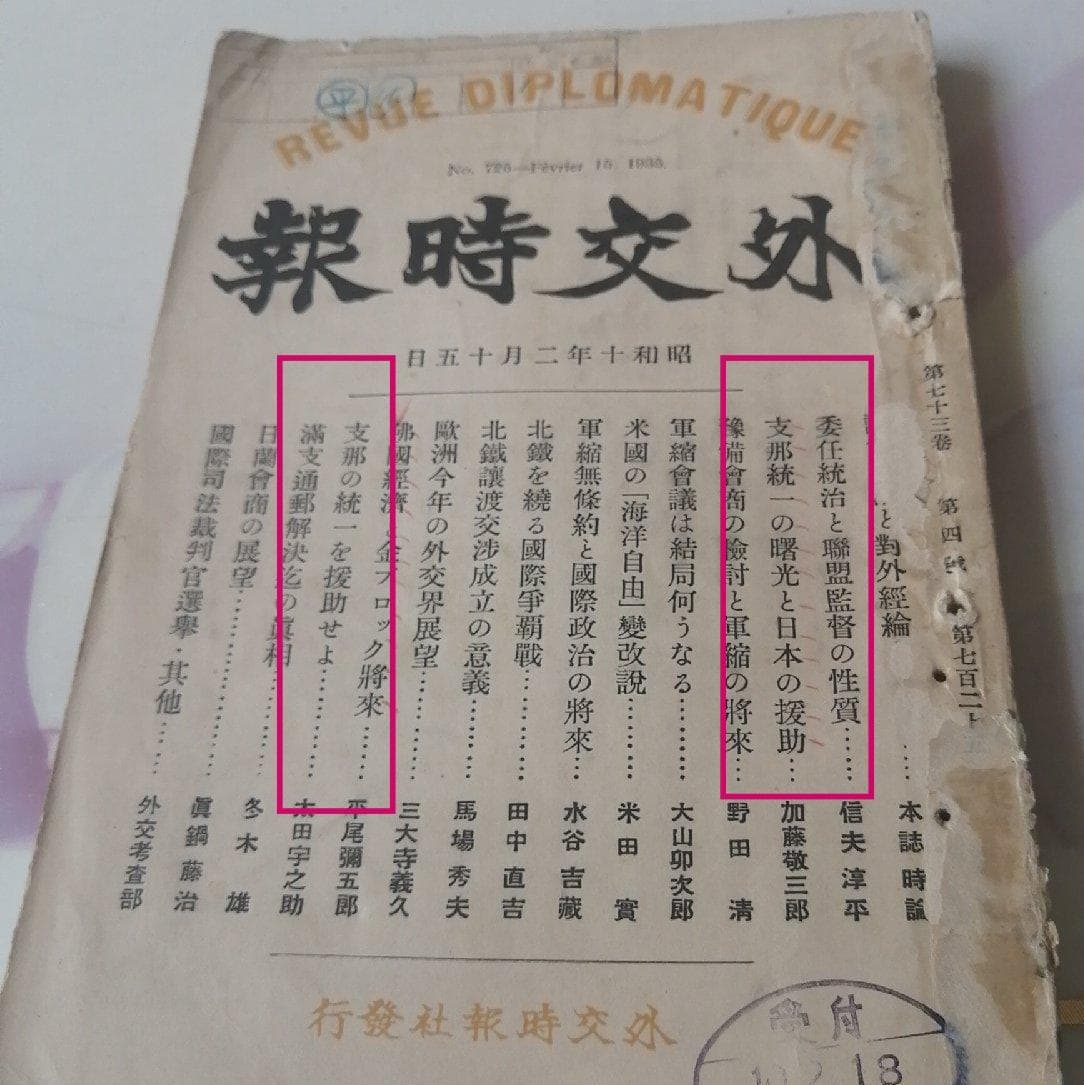 REVUE DIPLOMATIQUE
No. 725—Février 15, 1935.
外交時報
昭和十年二月十五日
第七十三卷 第四號 第七百二十五
と對外經綸………本誌時論
委任統治と聯盟監督の性質……信夫淳平
支那統一の曙光と日本の援助…加藤敬三郎
豫備會商の檢討と軍縮の將來…野田淸
軍縮會議は結局何うなる………大山卯次郎
米國の「海洋自由」變改說………米田實
軍縮無條約と國際政治の將來…水谷吉藏
北鐵を繞る國際爭覇戰…………田中直吉
北鐵讓渡交涉成立の意義………馬場秀夫
歐洲今年の外交界展望…………三大寺義久
佛國經濟と金ブロック將來……平尾彌五郎
支那の統一を援助せよ…………太田宇之助
滿支通郵解決迄の眞相…………冬木雄
日蘭會商の展望…………………眞鍋藤治
國際司法裁判官選擧・其他……外交考査部
外交時報社發行
受付
10.2.18